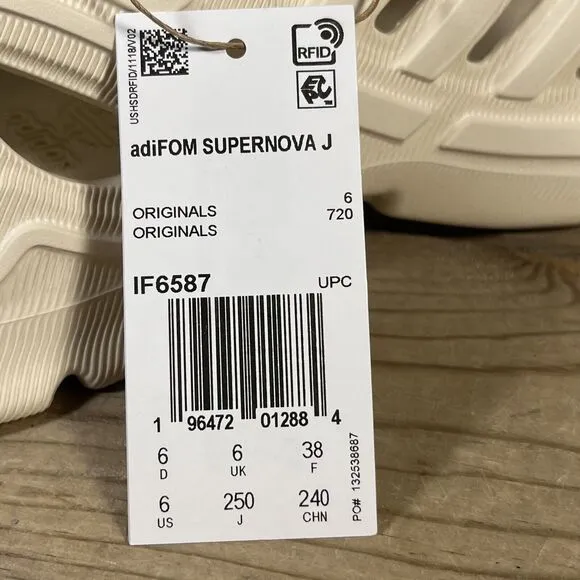 USHSDRFID/1118/V02
RFID
EPC
adiFOM SUPERNOVA J
ORIGINALS 6
ORIGINALS 720
IF6587 UPC
1 96472 01288 4
6 6 38
D UK F
6 250 240
US J CHN
PO# 132538687